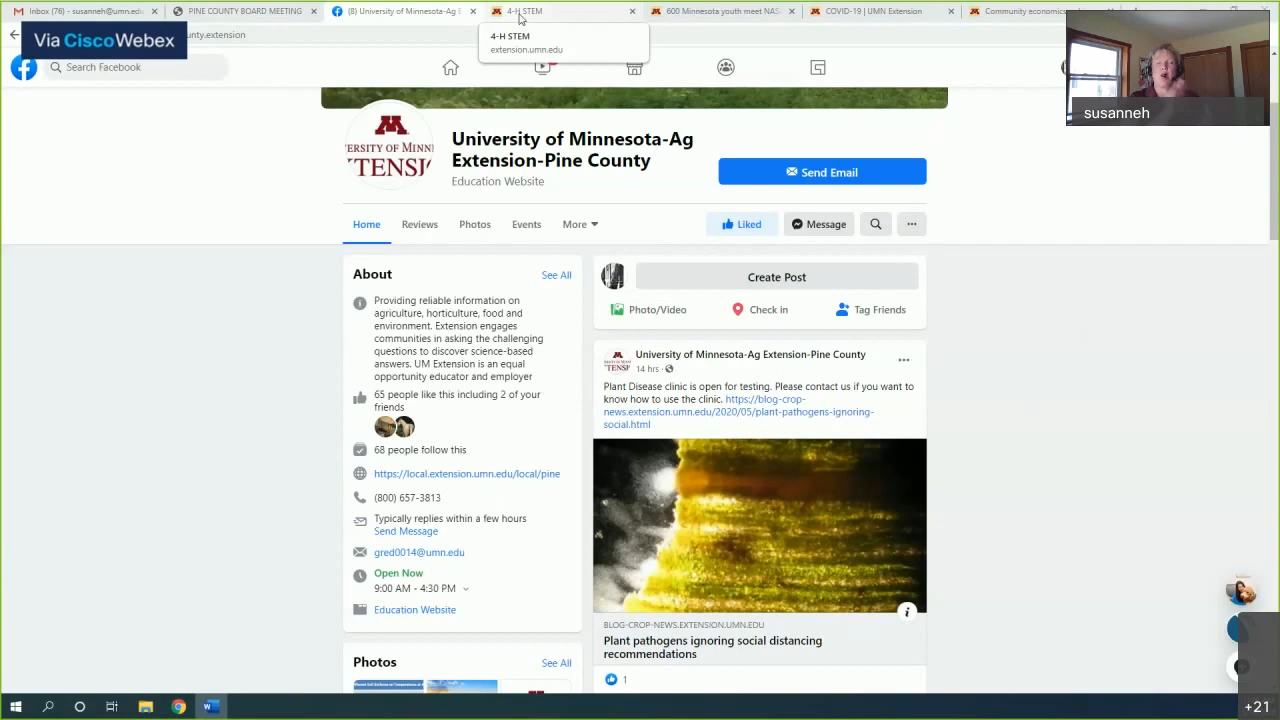 Inbox (76) - susanneh@umn.edu
PINE COUNTY BOARD MEETING
(8) University of Minnesota-Ag E
4-H STEM
600 Minnesota youth meet NAS
COVID-19 | UMN Extension
Community economics
Via CiscoWebex
nty.extension
4-H STEM
extension.umn.edu
Search Facebook
susanneh
ERSITY OF MINN
TENSI
University of Minnesota-Ag
Extension-Pine County
Education Website
Send Email
Home
Reviews
Photos
Events
More
Liked
Message
About
See All
Providing reliable information on
agriculture, horticulture, food and
environment. Extension engages
communities in asking the challenging
questions to discover science-based
answers. UM Extension is an equal
opportunity educator and employer
65 people like this including 2 of your
friends
68 people follow this
https://local.extension.umn.edu/local/pine
(800) 657-3813
Typically replies within a few hours
Send Message
gred0014@umn.edu
Open Now
9:00 AM - 4:30 PM
Education Website
Photos
See All
Create Post
Photo/Video
Check in
Tag Friends
University of Minnesota-Ag Extension-Pine County
14 hrs
Plant Disease clinic is open for testing. Please contact us if you want to
know how to use the clinic. https://blog-crop-
news.extension.umn.edu/2020/05/plant-pathogens-ignoring-
social.html
BLOG-CROP-NEWS.EXTENSION.UMN.EDU
Plant pathogens ignoring social distancing
recommendations
1
+21